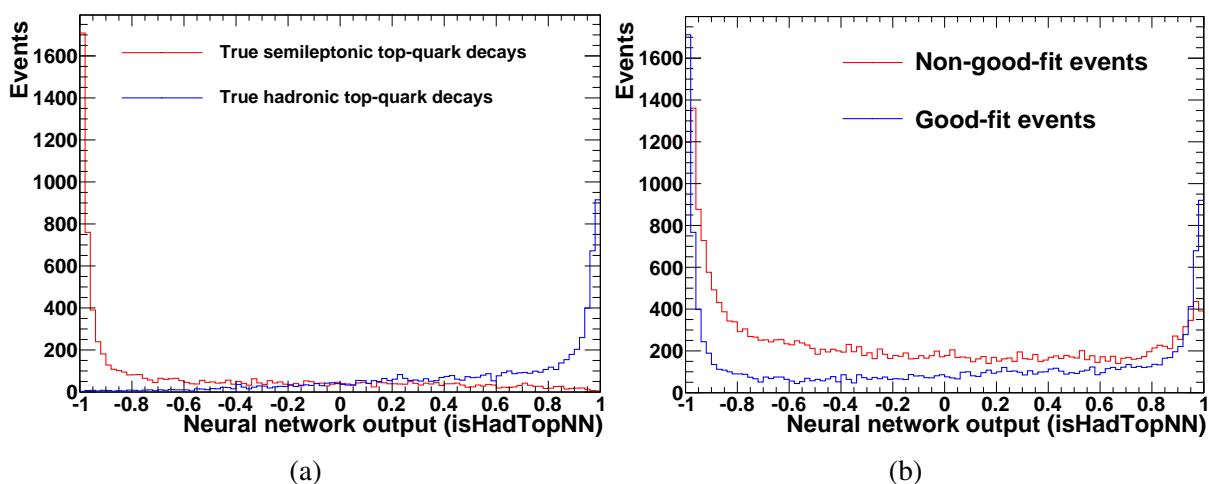 Events
1600
1400
1200
1000
800
600
400
200
0
True semileptonic top-quark decays
True hadronic top-quark decays
-1 -0.8 -0.6 -0.4 -0.2 0 0.2 0.4 0.6 0.8 1
Neural network output (isHadTopNN)
(a)
Events
1600
1400
1200
1000
800
600
400
200
0
Non-good-fit events
Good-fit events
-1 -0.8 -0.6 -0.4 -0.2 0 0.2 0.4 0.6 0.8 1
Neural network output (isHadTopNN)
(b)